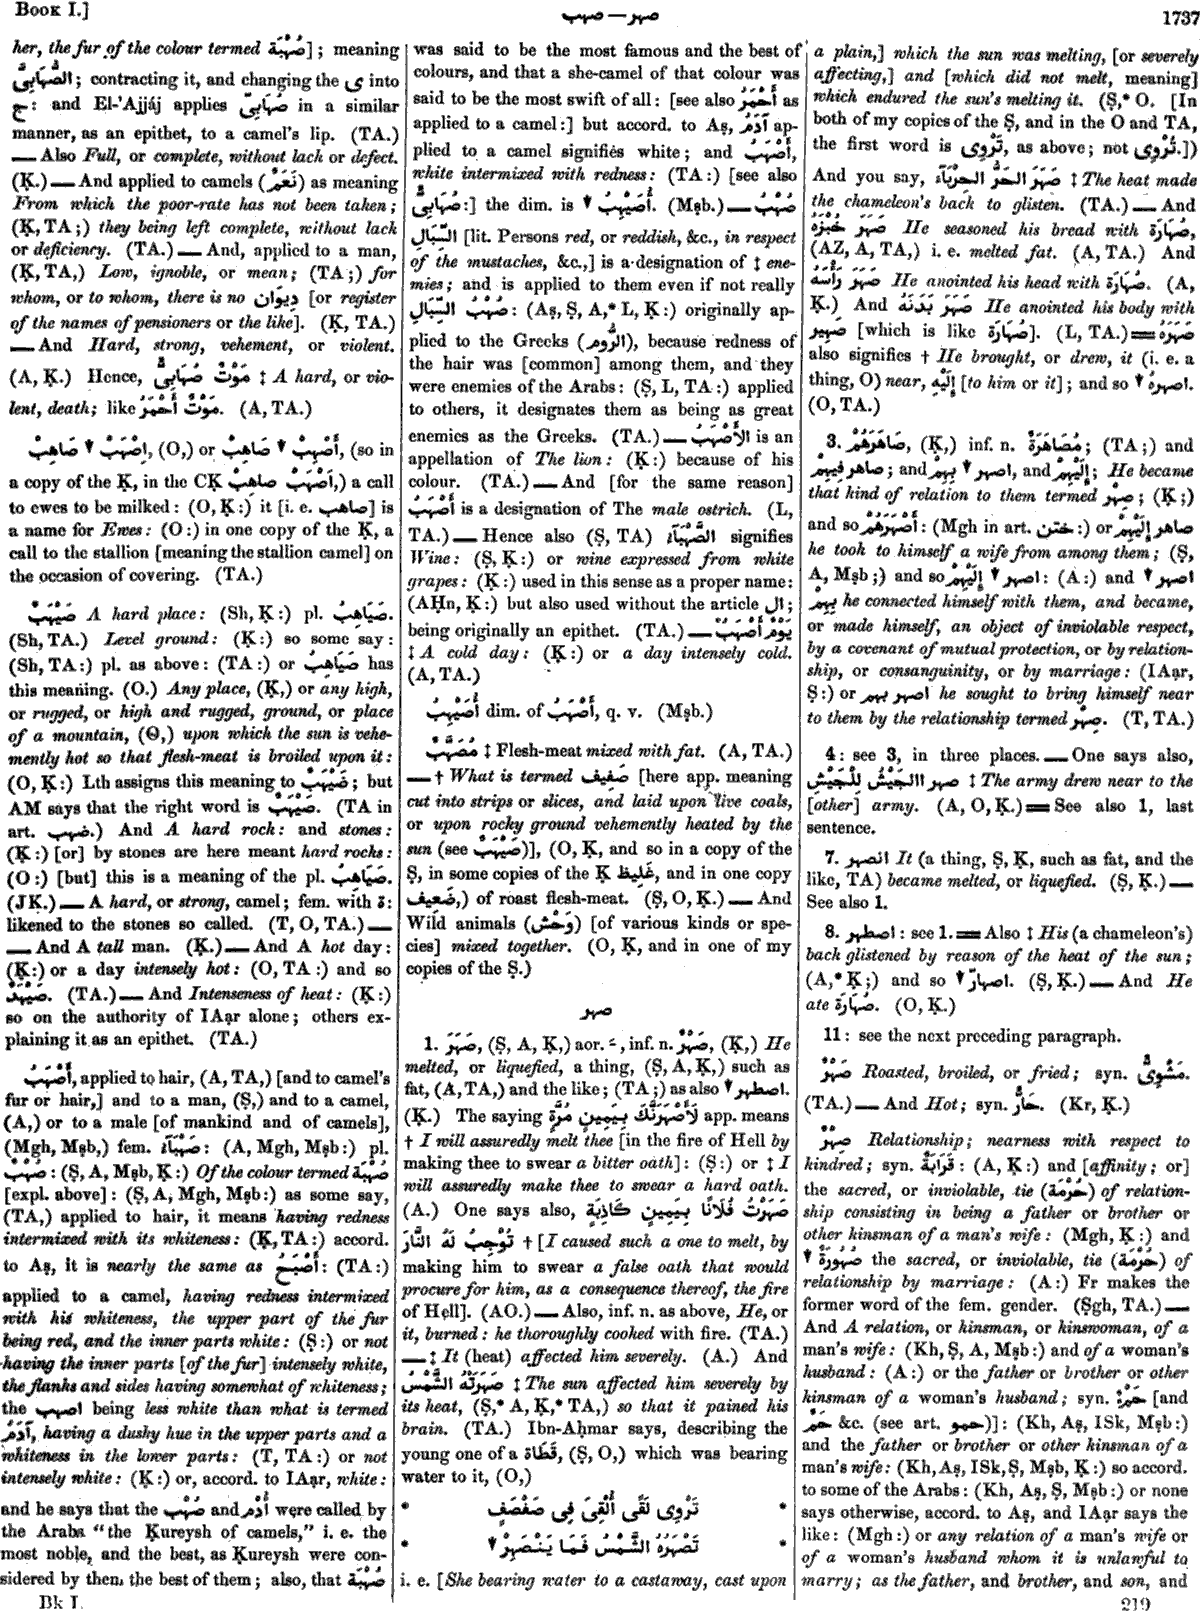 BOOK I.]
صهب — صهر
1737
her, the fur of the colour termed صُهْبَة]; meaning
الصُّهَابِىُّ; contracting it, and changing the ى into
ج: and El-'Ajjáj applies صُهَابِىّ in a similar
manner, as an epithet, to a camel's lip. (TA.)
— Also Full, or complete, without lack or defect.
(Ḳ.) — And applied to camels (نَعَمٌ) as meaning
From which the poor-rate has not been taken;
(Ḳ, TA;) they being left complete, without lack
or deficiency. (TA.) — And, applied to a man,
(Ḳ, TA,) Low, ignoble, or mean; (TA;) for
whom, or to whom, there is no دِيوَان [or register
of the names of pensioners or the like]. (Ḳ, TA.)
— And Hard, strong, vehement, or violent.
(A, Ḳ.) Hence, مَوْتٌ صُهَابِىٌّ ‡ A hard, or vio-
lent, death; like مَوْتٌ أَحْمَرُ. (A, TA.)
اِصْهَبْ ▼ صَاهِبْ, (O,) or أَصْهِبْ ▼ صَاهِبْ, (so in
a copy of the Ḳ, in the CK أَصْهَبْ صَاهِبْ,) a call
to ewes to be milked: (O, Ḳ:) it [i. e. صاهب] is
a name for Ewes: (O:) in one copy of the Ḳ, a
call to the stallion [meaning the stallion camel] on
the occasion of covering. (TA.)
صَيْهَبٌ A hard place: (Sh, Ḳ:) pl. صَيَاهِبُ.
(Sh, TA.) Level ground: (Ḳ:) so some say:
(Sh, TA:) pl. as above: (TA:) or صَيَاهِبُ has
this meaning. (O.) Any place, (Ḳ,) or any high,
or rugged, or high and rugged, ground, or place
of a mountain, (O,) upon which the sun is vehe-
mently hot so that flesh-meat is broiled upon it:
(O, Ḳ:) Lth assigns this meaning to ضَيْهَبٌ; but
AM says that the right word is صَيْهَبٌ. (TA in
art. ضهب.) And A hard rock: and stones:
(Ḳ:) [or] by stones are here meant hard rocks:
(O:) [but] this is a meaning of the pl. صَيَاهِبُ.
(JK.) — A hard, or strong, camel; fem. with ة:
likened to the stones so called. (T, O, TA.) —
— And A tall man. (Ḳ.) — And A hot day:
(Ḳ:) or a day intensely hot: (O, TA:) and so
صَيْهَدٌ. (TA.) — And Intenseness of heat: (Ḳ:)
so on the authority of IAạr alone; others ex-
plaining it as an epithet. (TA.)
أَصْهَبُ, applied to hair, (A, TA,) [and to camel's
fur or hair,] and to a man, (Ṣ,) and to a camel,
(A,) or to a male [of mankind and of camels],
(Mgh, Mṣb,) fem. صَهْبَآءُ: (A, Mgh, Mṣb:) pl.
صُهْبٌ: (Ṣ, A, Mṣb, Ḳ:) Of the colour termed صُهْبَة
[expl. above]: (Ṣ, A, Mgh, Mṣb:) as some say,
(TA,) applied to hair, it means having redness
intermixed with its whiteness: (Ḳ, TA:) accord.
to Aṣ, it is nearly the same as أَصْبَحُ: (TA:)
applied to a camel, having redness intermixed
with his whiteness, the upper part of the fur
being red, and the inner parts white: (Ṣ:) or not
having the inner parts [of the fur] intensely white,
the flanks and sides having somewhat of whiteness;
the اصهب being less white than what is termed
آدَمُ, having a dusky hue in the upper parts and a
whiteness in the lower parts: (T, TA:) or not
intensely white: (Ḳ:) or, accord. to IAạr, white:
and he says that the صُهْب and أُدْم were called by
the Arabs "the Ḳureysh of camels," i. e. the
most noble, and the best, as Ḳureysh were con-
sidered by them the best of them; also, that صُهْبَة
was said to be the most famous and the best of
colours, and that a she-camel of that colour was
said to be the most swift of all: [see also أَحْمَرُ as
applied to a camel:] but accord. to Aṣ, آدَمُ ap-
plied to a camel signifies white; and أَصْهَبُ,
white intermixed with redness: (TA:) [see also
صُهَابِىٌّ:] the dim. is ▼ أُصَيْهِبُ. (Mṣb.) — صُهْبُ
السِّبَالِ [lit. Persons red, or reddish, &c., in respect
of the mustaches, &c.,] is a designation of ‡ ene-
mies; and is applied to them even if not really
صُهْبُ السِّبَالِ: (Aṣ, Ṣ, A,* L, Ḳ:) originally ap-
plied to the Greeks (الرُّوم), because redness of
the hair was [common] among them, and they
were enemies of the Arabs: (Ṣ, L, TA:) applied
to others, it designates them as being as great
enemies as the Greeks. (TA.) — الأَصْهَبُ is an
appellation of The lion: (Ḳ:) because of his
colour. (TA.) — And [for the same reason]
أَصْهَبُ is a designation of The male ostrich. (L,
TA.) — Hence also (Ṣ, TA) الصَّهْبَآءُ signifies
Wine: (Ṣ, Ḳ:) or wine expressed from white
grapes: (Ḳ:) used in this sense as a proper name:
(AḤn, Ḳ:) but also used without the article ال;
being originally an epithet. (TA.) — يَوْمٌ أَصْهَبُ
‡ A cold day: (Ḳ:) or a day intensely cold.
(A, TA.)
أُصَيْهِبُ dim. of أَصْهَبُ, q. v. (Mṣb.)
مُصَهَّبٌ ‡ Flesh-meat mixed with fat. (A, TA.)
— † What is termed صَفِيف [here app. meaning
cut into strips or slices, and laid upon live coals,
or upon rocky ground vehemently heated by the
sun (see صَيْهَبٌ)], (O, Ḳ, and so in a copy of the
Ṣ, in some copies of the Ḳ غَلِيظ, and in one copy
ضَعِيف,) of roast flesh-meat. (Ṣ, O, Ḳ.) — And
Wild animals (وَحْش) [of various kinds or spe-
cies] mixed together. (O, Ḳ, and in one of my
copies of the Ṣ.)
صهر
1. صَهَرَ, (Ṣ, A, Ḳ,) aor. ـَ, inf. n. صَهْرٌ, (Ḳ,) He
melted, or liquefied, a thing, (Ṣ, A, Ḳ,) such as
fat, (A, TA,) and the like; (TA;) as also ▼ اصطهر.
(Ḳ.) The saying لَأَصْهَرَنَّكَ بِيَمِينٍ مُرَّةٍ app. means
† I will assuredly melt thee [in the fire of Hell by
making thee to swear a bitter oath]: (Ṣ:) or ‡ I
will assuredly make thee to swear a hard oath.
(A.) One says also, صَهَرْتُ فُلَانًا بِيَمِينٍ كَاذِبَةٍ
تُوجِبُ لَهُ النَّارَ † [I caused such a one to melt, by
making him to swear a false oath that would
procure for him, as a consequence thereof, the fire
of Hell]. (AO.) — Also, inf. n. as above, He, or
it, burned: he thoroughly cooked with fire. (TA.)
— ‡ It (heat) affected him severely. (A.) And
صَهَرَتْهُ الشَّمْسُ ‡ The sun affected him severely by
its heat, (Ṣ,* A, Ḳ,* TA,) so that it pained his
brain. (TA.) Ibn-Aḥmar says, describing the
young one of a قَطَاة, (Ṣ, O,) which was bearing
water to it, (O,)
* تَرْوِى لَقًى أُلْقِىَ فِى صَفْصَفٍ *
* تَصْهَرُهُ الشَّمْسُ فَمَا يَنْصَهِرْ ▼ *
i. e. [She bearing water to a castaway, cast upon
a plain,] which the sun was melting, [or severely
affecting,] and [which did not melt, meaning]
which endured the sun's melting it. (Ṣ,* O. [In
both of my copies of the Ṣ, and in the O and TA,
the first word is تَرْوِى, as above; not تُرْوِى.])
And you say, صَهَرَ الحَرُّ الحِرْبَآءَ ‡ The heat made
the chameleon's back to glisten. (TA.) — And
صَهَرَ خُبْزَهُ He seasoned his bread with صُهَارَة,
(AZ, A, TA,) i. e. melted fat. (A, TA.) And
صَهَرَ رَأْسَهُ He anointed his head with صُهَارَة. (A,
Ḳ.) And صَهَرَ بَدَنَهُ He anointed his body with
صَهِير [which is like صُهَارَة]. (L, TA.) ═ صَهَرَهُ
also signifies † He brought, or drew, it (i. e. a
thing, O) near, إِلَيْهِ [to him or it]; and so ▼ اصهرهُ.
(O, TA.)
3. صَاهَرَهُمْ, (Ḳ,) inf. n. مُصَاهَرَةٌ; (TA;) and
صاهر فِيهِمْ; and ▼ اصهر بِهِمْ, and إِلَيْهِمْ; He became
that kind of relation to them termed صِهْر; (Ḳ;)
and so أَصْهَرَهُمْ: (Mgh in art. ختن:) or صاهر إِلَيْهِمْ
he took to himself a wife from among them; (Ṣ,
A, Mṣb;) and so ▼ اصهر إِلَيْهِمْ: (A:) and ▼ اصهر
بِهِمْ he connected himself with them, and became,
or made himself, an object of inviolable respect,
by a covenant of mutual protection, or by relation-
ship, or consanguinity, or by marriage: (IAạr,
Ṣ:) or اصهر بهم he sought to bring himself near
to them by the relationship termed صِهْر. (T, TA.)
4: see 3, in three places. — One says also,
اصهر الجَيْشُ لِلْجَيْشِ ‡ The army drew near to the
[other] army. (A, O, Ḳ.) ═ See also 1, last
sentence.
7. انصهر It (a thing, Ṣ, Ḳ, such as fat, and the
like, TA) became melted, or liquefied. (Ṣ, Ḳ.) —
See also 1.
8. اصطهر: see 1. ═ Also ‡ His (a chameleon's)
back glistened by reason of the heat of the sun;
(A,* Ḳ;) and so ▼ اصهارّ. (Ṣ, Ḳ.) — And He
ate صُهَارَة. (O, Ḳ.)
11: see the next preceding paragraph.
صَهْرٌ Roasted, broiled, or fried; syn. مَشْوِىٌّ.
(TA.) — And Hot; syn. حَارٌّ. (Kr, Ḳ.)
صِهْرٌ Relationship; nearness with respect to
kindred; syn. قَرَابَةٌ: (A, Ḳ:) and [affinity; or]
the sacred, or inviolable, tie (حُرْمَة) of relation-
ship consisting in being a father or brother or
other kinsman of a man's wife: (Mgh, Ḳ:) and
▼ صُهُورَةٌ the sacred, or inviolable, tie (حُرْمَة) of
relationship by marriage: (A:) Fr makes the
former word of the fem. gender. (Ṣgh, TA.) —
And A relation, or kinsman, or kinswoman, of a
man's wife: (Kh, Ṣ, A, Mṣb:) and of a woman's
husband: (A:) or the father or brother or other
kinsman of a woman's husband; syn. حَمْءٌ [and
حَمٌ &c. (see art. حمو)]: (Kh, Aṣ, ISk, Mṣb:)
and the father or brother or other kinsman of a
man's wife: (Kh, Aṣ, ISk, Ṣ, Mṣb, Ḳ:) so accord.
to some of the Arabs: (Kh, Aṣ, Ṣ, Mṣb:) or none
says otherwise, accord. to Aṣ, and IAạr says the
like: (Mgh:) or any relation of a man's wife or
of a woman's husband whom it is unlawful to
marry; as the father, and brother, and son, and
Bk I.
219